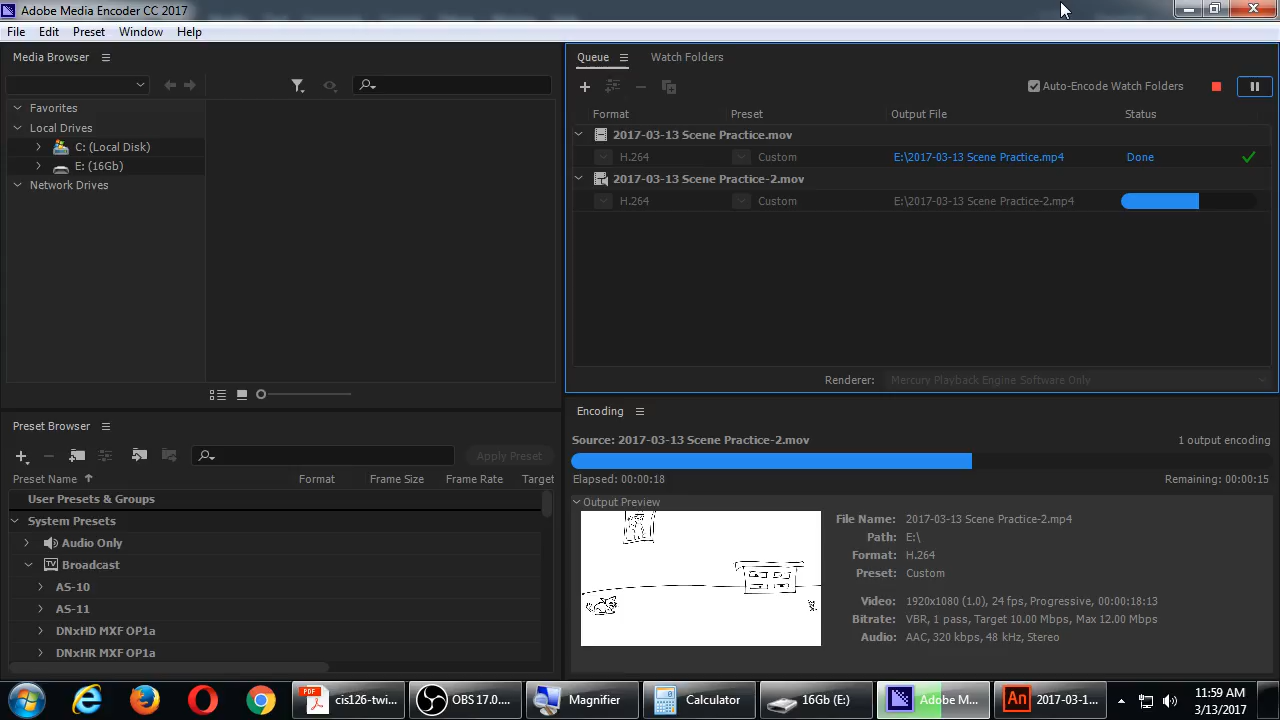 Adobe Media Encoder CC 2017
File Edit Preset Window Help
Media Browser
Favorites
Local Drives
C: (Local Disk)
E: (16Gb)
Network Drives
Queue Watch Folders
Auto-Encode Watch Folders
Format Preset Output File Status
2017-03-13 Scene Practice.mov
H.264 Custom E:\2017-03-13 Scene Practice.mp4 Done
2017-03-13 Scene Practice-2.mov
H.264 Custom E:\2017-03-13 Scene Practice-2.mp4
Renderer: Mercury Playback Engine Software Only
Preset Browser
Apply Preset
Preset Name Format Frame Size Frame Rate Target
User Presets & Groups
System Presets
Audio Only
TV Broadcast
AS-10
AS-11
DNxHD MXF OP1a
DNxHR MXF OP1a
Encoding
Source: 2017-03-13 Scene Practice-2.mov 1 output encoding
Elapsed: 00:00:18 Remaining: 00:00:15
Output Preview
File Name: 2017-03-13 Scene Practice-2.mp4
Path: E:\
Format: H.264
Preset: Custom
Video: 1920x1080 (1.0), 24 fps, Progressive, 00:00:18:13
Bitrate: VBR, 1 pass, Target 10.00 Mbps, Max 12.00 Mbps
Audio: AAC, 320 kbps, 48 kHz, Stereo
PDF cis126-twi... OBS 17.0.... Magnifier Calculator 16Gb (E:) Adobe M... An 2017-03-1... 11:59 AM
3/13/2017